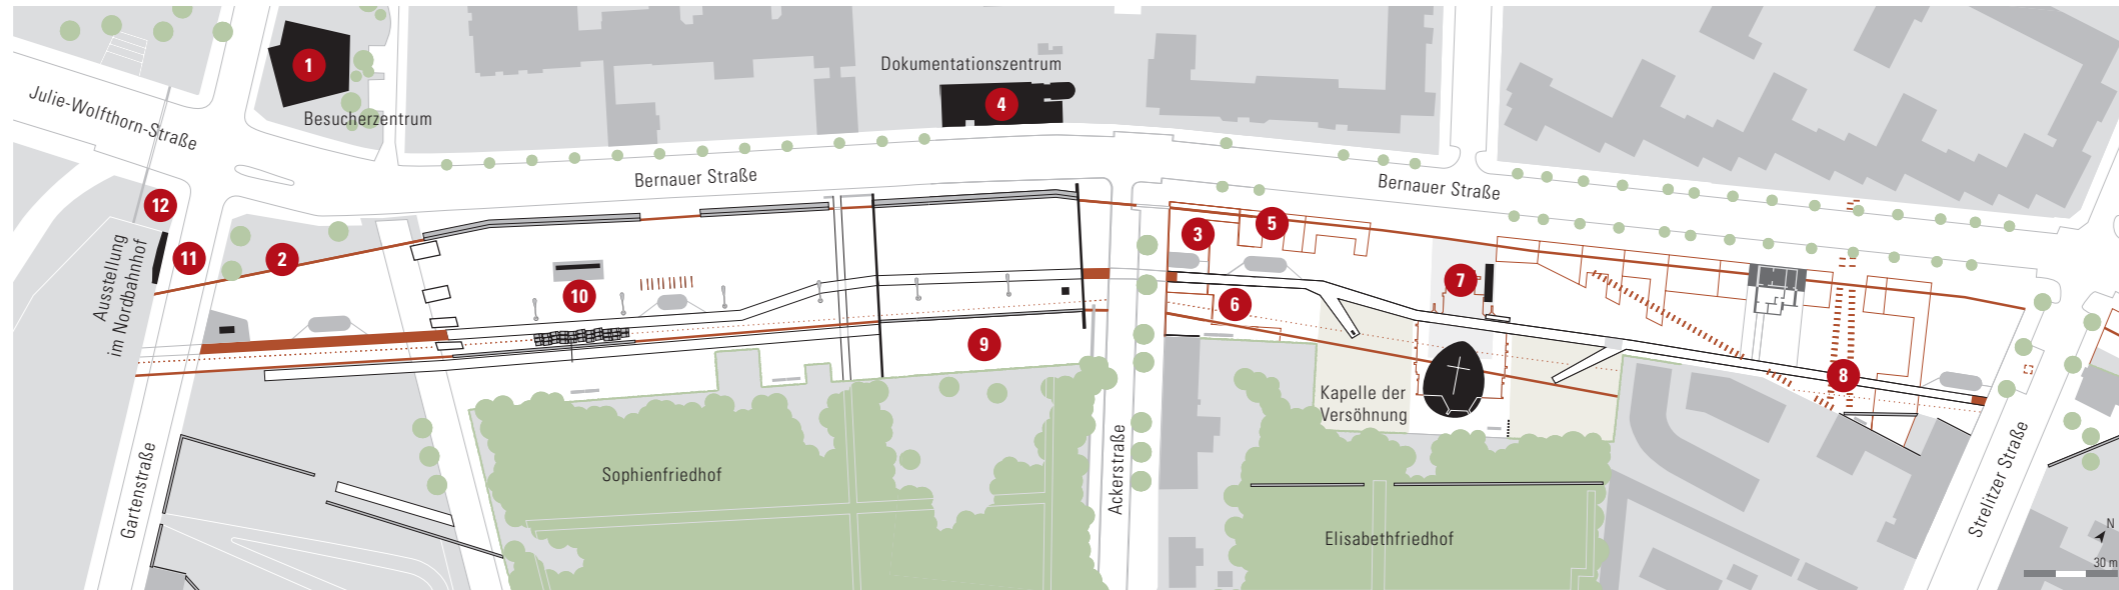 1
Besucherzentrum
Julie-Wolfthorn-Straße
Dokumentationszentrum
4
Bernauer Straße
Bernauer Straße
12
11
2
Ausstellung
im Nordbahnhof
10
9
3
5
6
7
8
Kapelle der
Versöhnung
Gartenstraße
Sophienfriedhof
Ackerstraße
Elisabethfriedhof
Strelitzer Straße
N
30 m